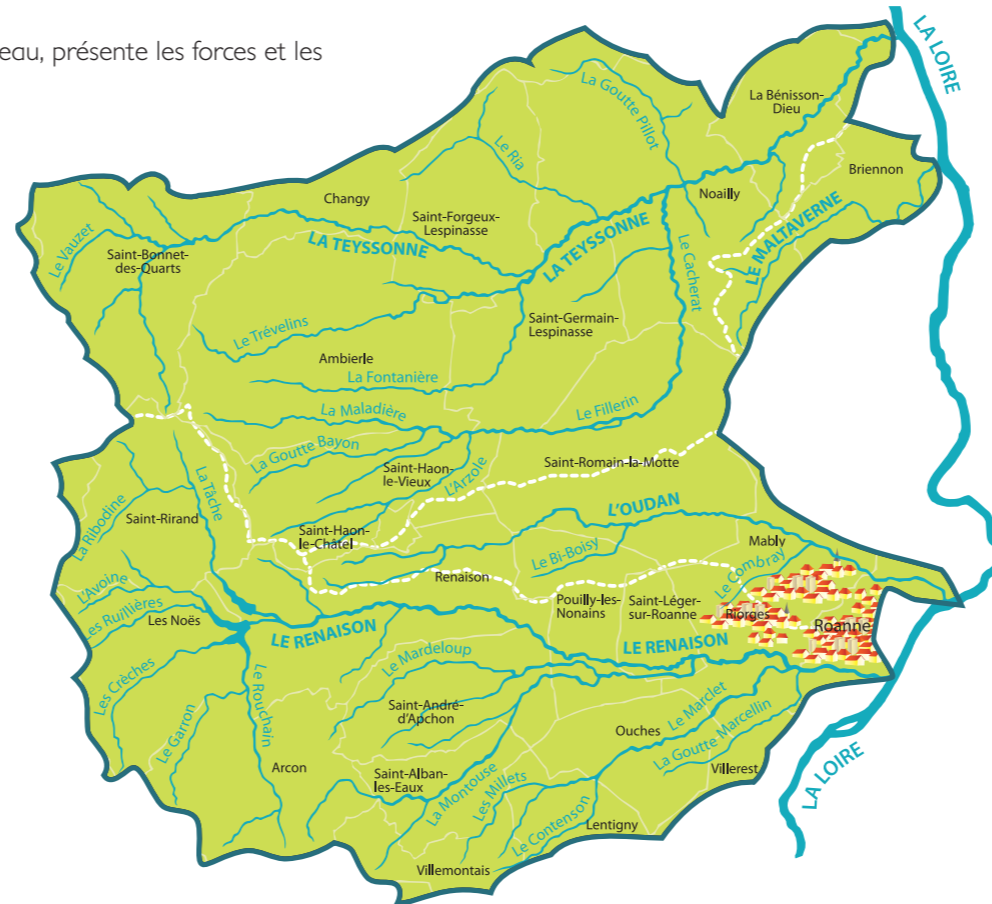 eau, présente les forces et les
LA LOIRE
La Goutte Pillot
La Bénisson-
Dieu
Le Ria
Briennon
Changy
Noailly
Saint-Forgeux-
Lespinasse
Le Vauzet
LA TEYSSONNE
LA TEYSSONNE
LE MALTAVERNE
Saint-Bonnet-
des-Quarts
Le Cacherat
Le Trévelins
Saint-Germain-
Lespinasse
Ambierle
La Fontanière
La Maladière
Le Fillerin
La Goutte Bayon
Saint-Haon-
le-Vieux
L'Arzole
Saint-Romain-la-Motte
La Tâche
La Ribodine
Saint-Rirand
L'OUDAN
Saint-Haon-
le-Châtel
Mably
Le Bi-Boisy
Le Combray
Renaison
L'Avoine
Pouilly-les-
Nonains
Saint-Léger-
sur-Roanne
Riorges
Roanne
Les Ruillières
Les Noës
LE RENAISON
LE RENAISON
Le Mardeloup
Les Crèches
Le Rouchain
Saint-André-
d'Apchon
Le Marclet
Ouches
Le Garron
La Goutte Marcellin
Villerest
LA LOIRE
Arcon
Saint-Alban-
les-Eaux
La Montouse
Les Millets
Le Contenson
Lentigny
Villemontais